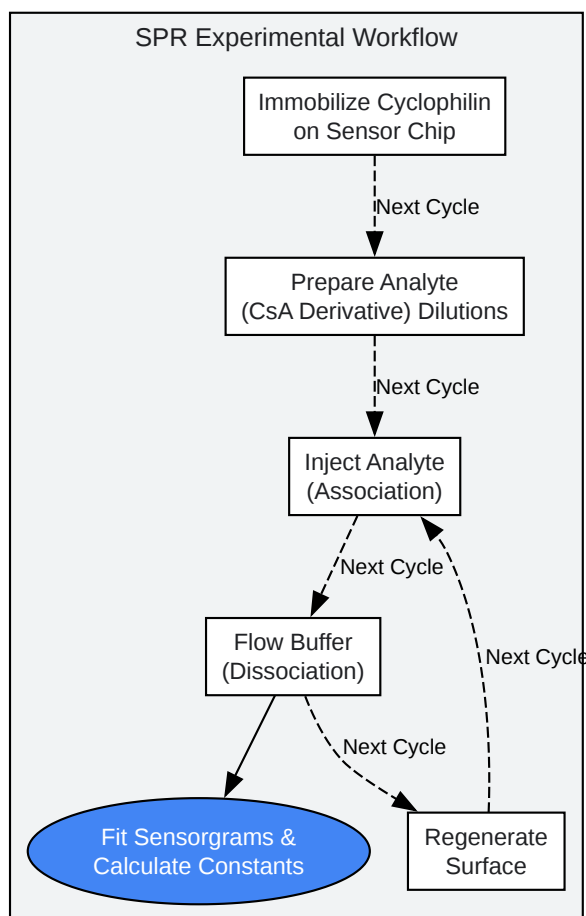 SPR Experimental Workflow
Immobilize Cyclophilin
on Sensor Chip
Next Cycle
Prepare Analyte
(CsA Derivative) Dilutions
Next Cycle
Inject Analyte
(Association)
Next Cycle
Next Cycle
Flow Buffer
(Dissociation)
Next Cycle
Fit Sensorgrams &
Calculate Constants
Regenerate
Surface